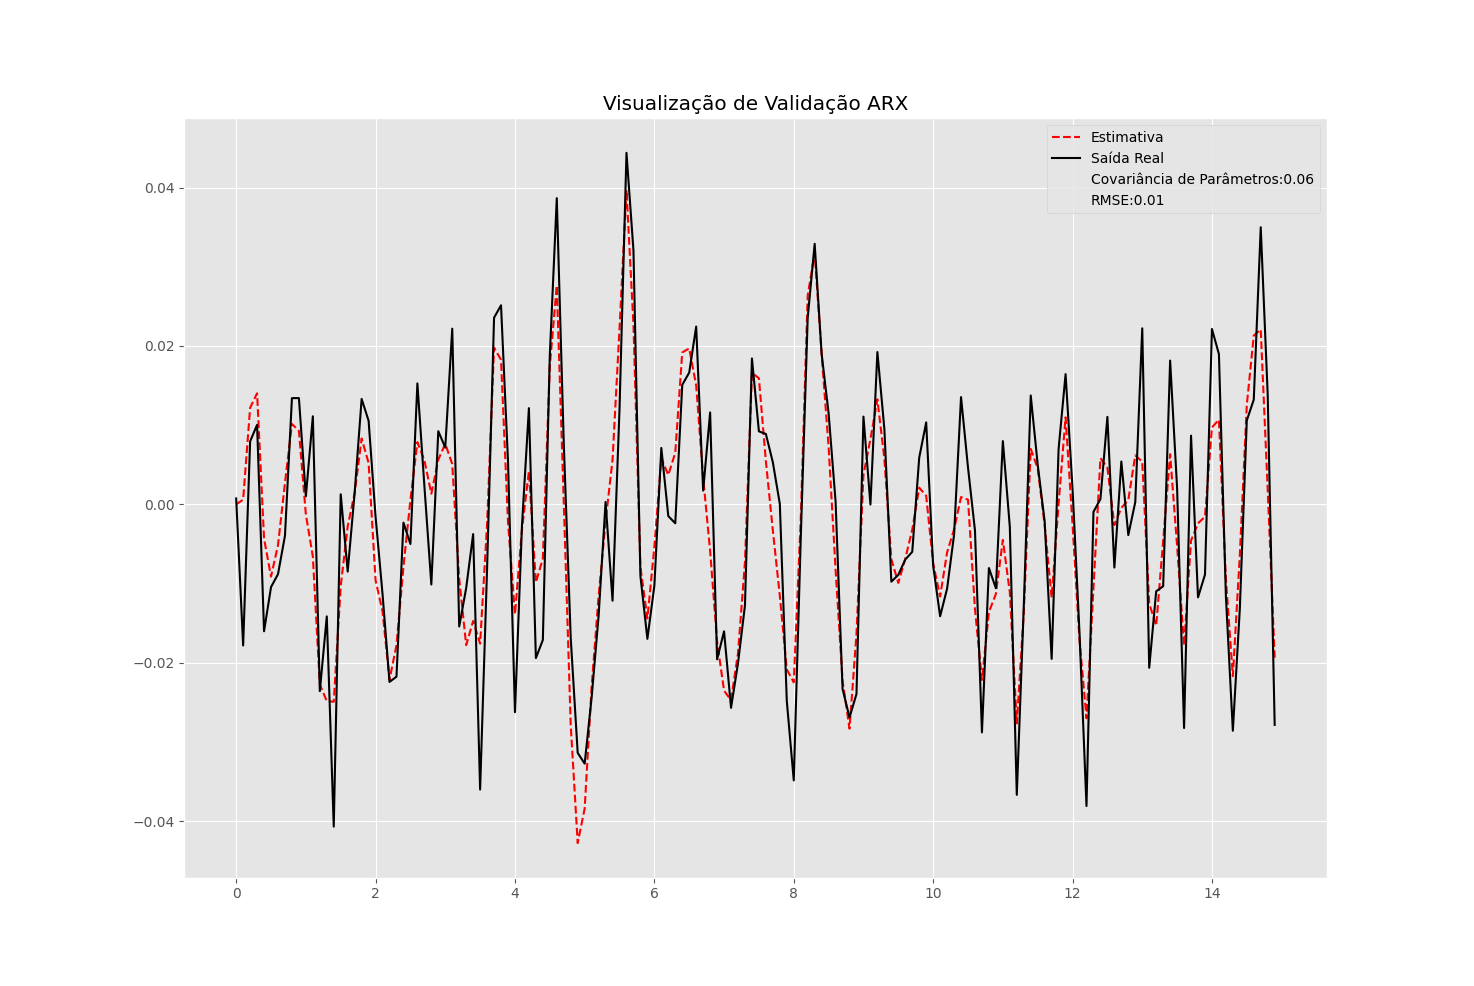 Visualização de Validação ARX
Estimativa
Saída Real
Covariância de Parâmetros:0.06
RMSE:0.01
0.04
0.02
0.00
−0.02
−0.04
0 2 4 6 8 10 12 14